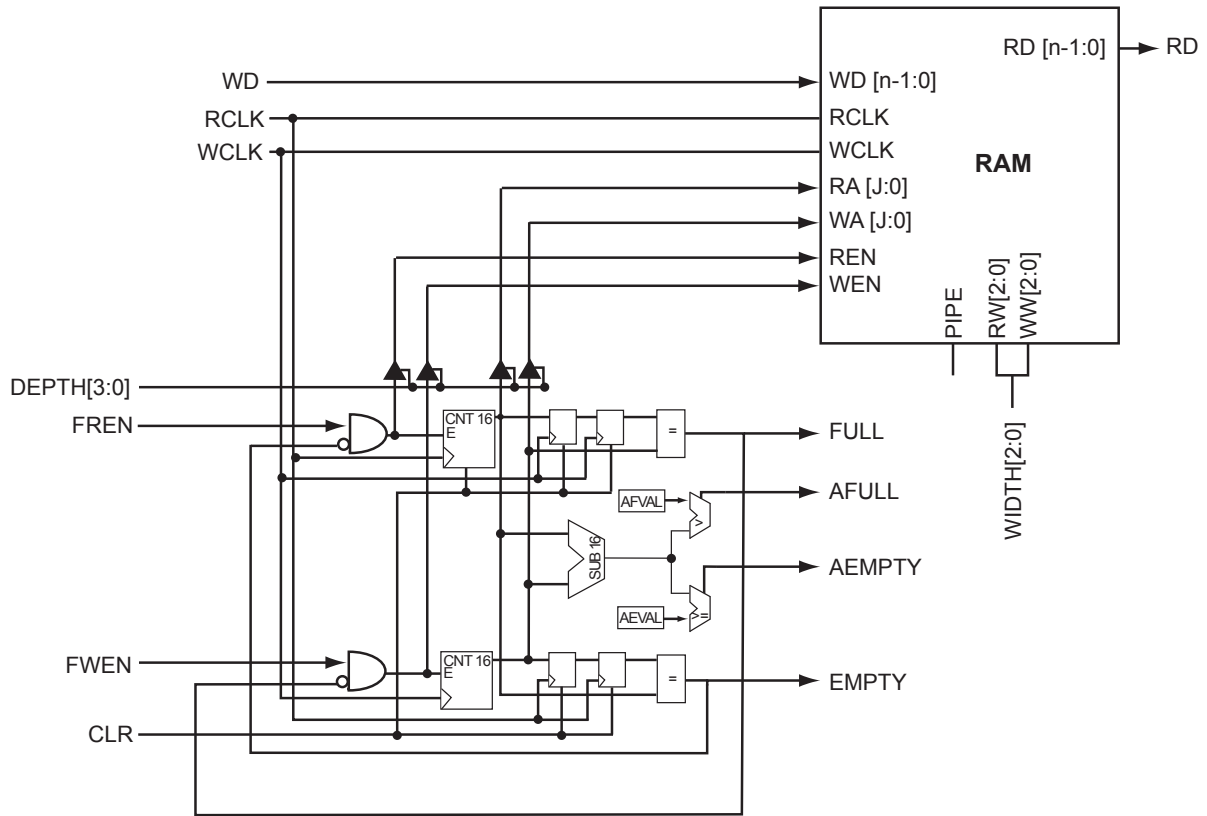 RD [n-1:0]
RD
WD
WD [n-1:0]
RCLK
RCLK
WCLK
WCLK
RAM
RA [J:0]
WA [J:0]
REN
WEN
PIPE
RW[2:0]
WW[2:0]
DEPTH[3:0]
FREN
CNT 16
E
=
FULL
WIDTH[2:0]
AFVAL
>
AFULL
SUB 16
AEMPTY
AEVAL
>=
FWEN
CNT 16
E
=
EMPTY
CLR